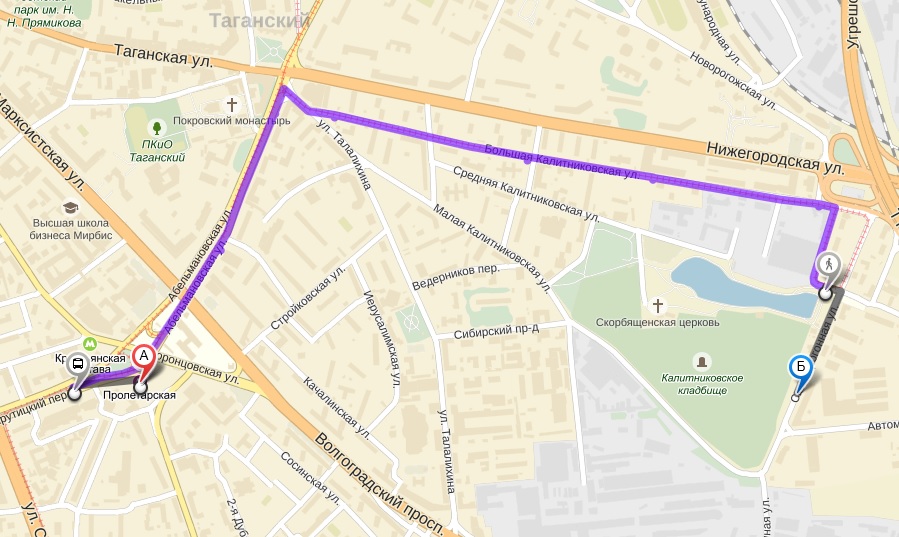 парк им. Н.
Н. Прямикова
Таганский
Таганская ул.
Марксистская ул.
Покровский монастырь
ПКиО
Таганский
Высшая школа
бизнеса Мирбис
Абельмановская ул.
Абельмановская ул.
А
Пролетарская
Волгоградский просп.
Стройковская ул.
Иерусалимская ул.
Качалинская ул.
Сосинская ул.
ул. Талалихина
ул. Талалихина
Большая Калитниковская ул.
Средняя Калитниковская ул.
Малая Калитниковская ул.
Ведерников пер.
Сибирский пр-д
Нижегородская ул.
Новорогожская ул.
Скорбященская церковь
Калитниковское
кладбище
Б